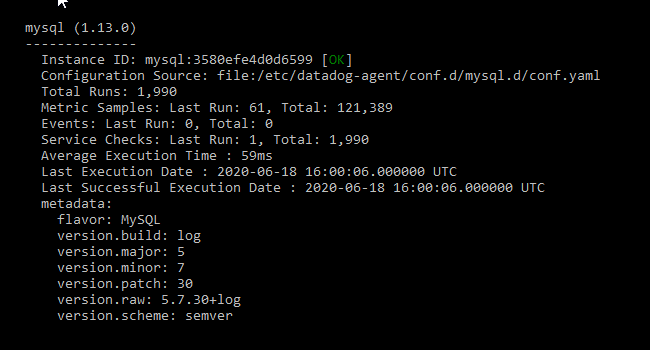 mysql (1.13.0)
--------------
Instance ID: mysql:3580efe4d0d6599 [OK]
Configuration Source: file:/etc/datadog-agent/conf.d/mysql.d/conf.yaml
Total Runs: 1,990
Metric Samples: Last Run: 61, Total: 121,389
Events: Last Run: 0, Total: 0
Service Checks: Last Run: 1, Total: 1,990
Average Execution Time : 59ms
Last Execution Date : 2020-06-18 16:00:06.000000 UTC
Last Successful Execution Date : 2020-06-18 16:00:06.000000 UTC
metadata:
flavor: MySQL
version.build: log
version.major: 5
version.minor: 7
version.patch: 30
version.raw: 5.7.30+log
version.scheme: semver